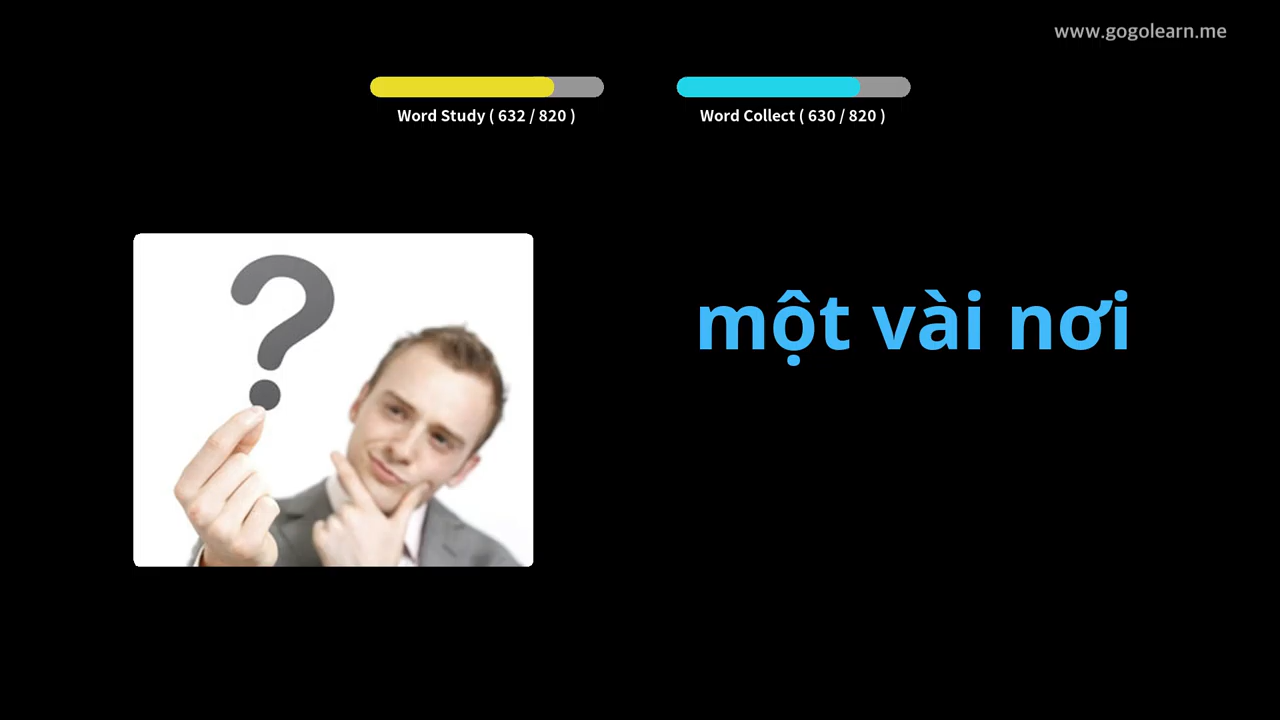 www.gogolearn.me
Word Study ( 632 / 820 )
Word Collect ( 630 / 820 )
?
một vài nơi